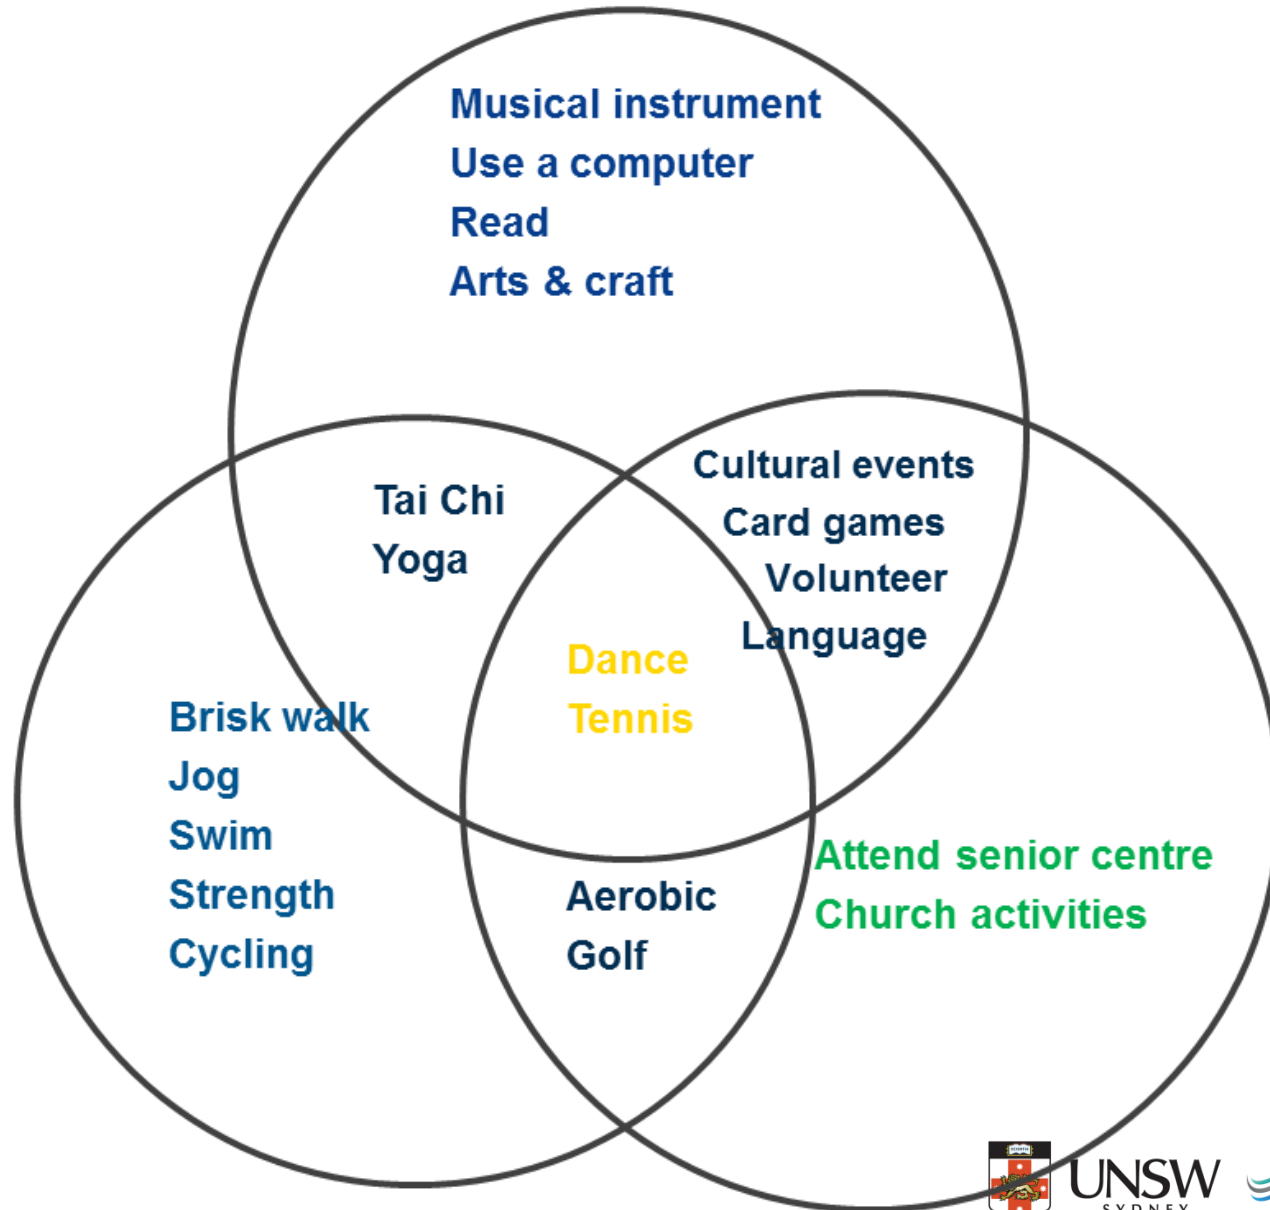 Musical instrument
Use a computer
Read
Arts & craft
Cultural events
Card games
Volunteer
Language
Tai Chi
Yoga
Dance
Tennis
Brisk walk
Jog
Swim
Strength
Cycling
Aerobic
Golf
Attend senior centre
Church activities
UNSW
SYDNEY